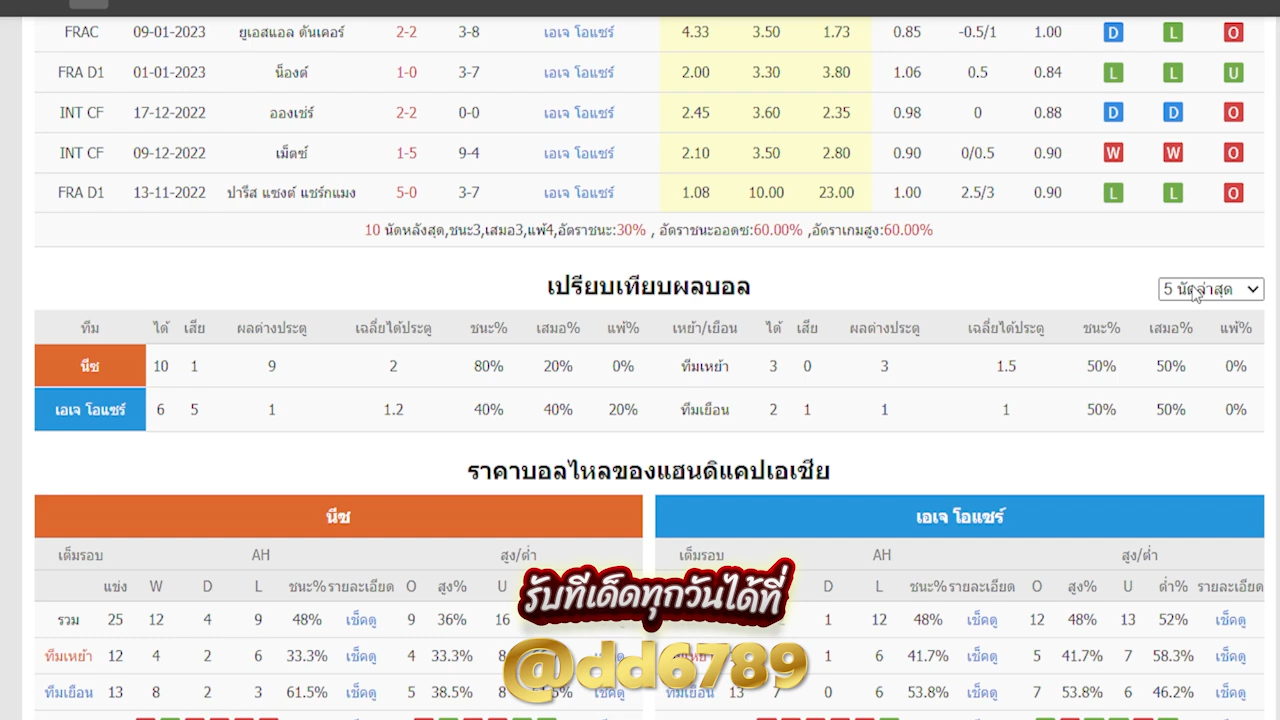 FRAC 09-01-2023 ยูเอสแอล ดันเคอร์ 2-2 3-8 เอเจ โอแซร์ 4.33 3.50 1.73 0.85 -0.5/1 1.00 D L O
FRA D1 01-01-2023 น็องต์ 1-0 3-7 เอเจ โอแซร์ 2.00 3.30 3.80 1.06 0.5 0.84 L L U
INT CF 17-12-2022 อองเช่ร์ 2-2 0-0 เอเจ โอแซร์ 2.45 3.60 2.35 0.98 0 0.88 D D O
INT CF 09-12-2022 เม็ตซ์ 1-5 9-4 เอเจ โอแซร์ 2.10 3.50 2.80 0.90 0/0.5 0.90 W W O
FRA D1 13-11-2022 ปารีส แซงต์ แชร์กแมง 5-0 3-7 เอเจ โอแซร์ 1.08 10.00 23.00 1.00 2.5/3 0.90 L L O
10 นัดหลังสุด,ชนะ3,เสมอ3,แพ้4,อัตราชนะ:30% , อัตราชนะออดซ:60.00% ,อัตราเกมสูง:60.00%
เปรียบเทียบผลบอล
5 นัดล่าสุด
ทีม ได้ เสีย ผลต่างประตู เฉลี่ยได้ประตู ชนะ% เสมอ% แพ้% เหย้า/เยือน ได้ เสีย ผลต่างประตู เฉลี่ยได้ประตู ชนะ% เสมอ% แพ้%
นีซ 10 1 9 2 80% 20% 0% ทีมเหย้า 3 0 3 1.5 50% 50% 0%
เอเจ โอแซร์ 6 5 1 1.2 40% 40% 20% ทีมเยือน 2 1 1 1 50% 50% 0%
ราคาบอลไหลของแฮนดิแคปเอเชีย
นีซ เอเจ โอแซร์
เต็มรอบ AH สูง/ต่ำ เต็มรอบ AH สูง/ต่ำ
แข่ง W D L ชนะ% รายละเอียด O สูง% U D L ชนะ% รายละเอียด O สูง% U ต่ำ% รายละเอียด
รวม 25 12 4 9 48% เช็คดู 9 36% 16 1 12 48% เช็คดู 12 48% 13 52% เช็คดู
ทีมเหย้า 12 4 2 6 33.3% เช็คดู 4 33.3% 8 1 6 41.7% เช็คดู 5 41.7% 7 58.3% เช็คดู
ทีมเยือน 13 8 2 3 61.5% เช็คดู 5 38.5% 8 เช็คดู ทีมเยือน 13 7 0 6 53.8% เช็คดู 7 53.8% 6 46.2% เช็คดู
รับทีเด็ดทุกวันได้ที่
@dd6789